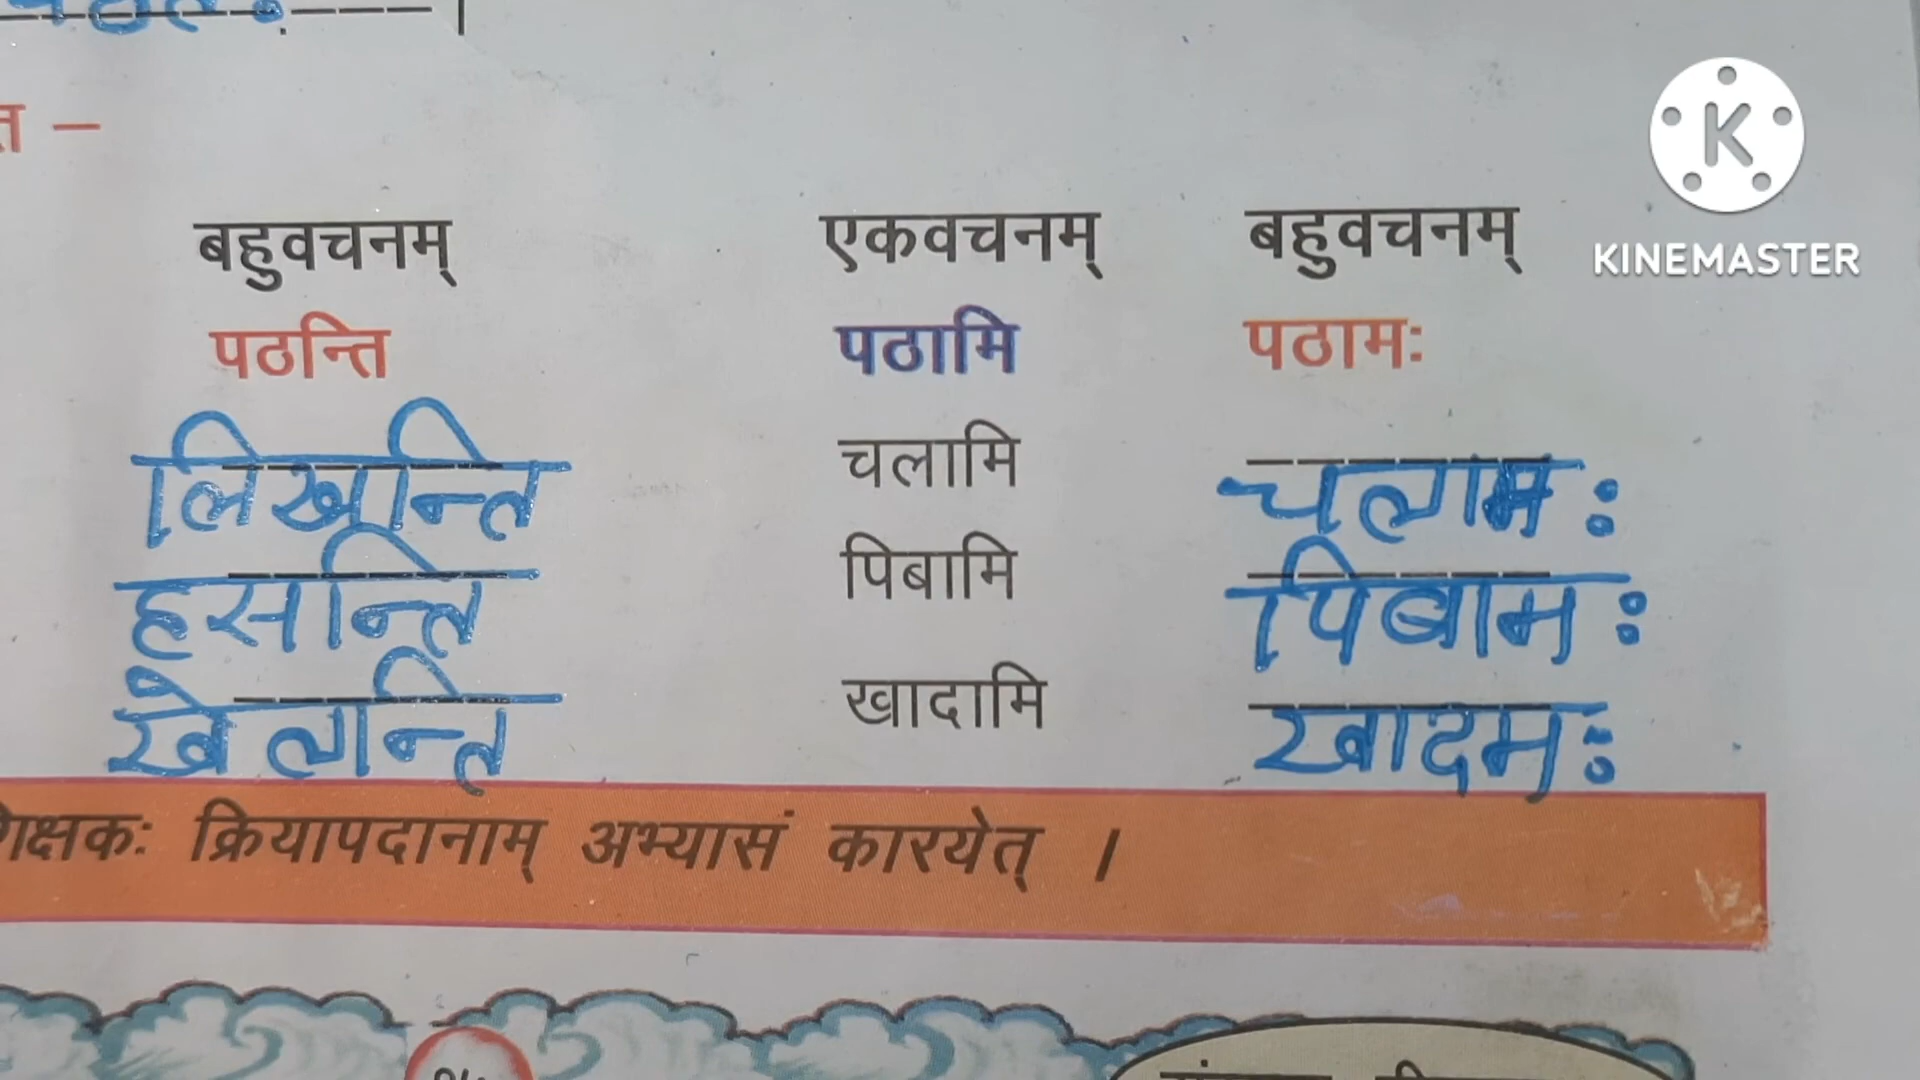 त –
बहुवचनम् एकवचनम् बहुवचनम्
पठन्ति पठामि पठामः
लिखन्ति चलामि चलामः
हसन्ति पिबामि पिबामः
खेलन्ति खादामि खादमः
क्षकः क्रियापदानाम् अभ्यासं कारयेत् ।
K
KINEMASTER